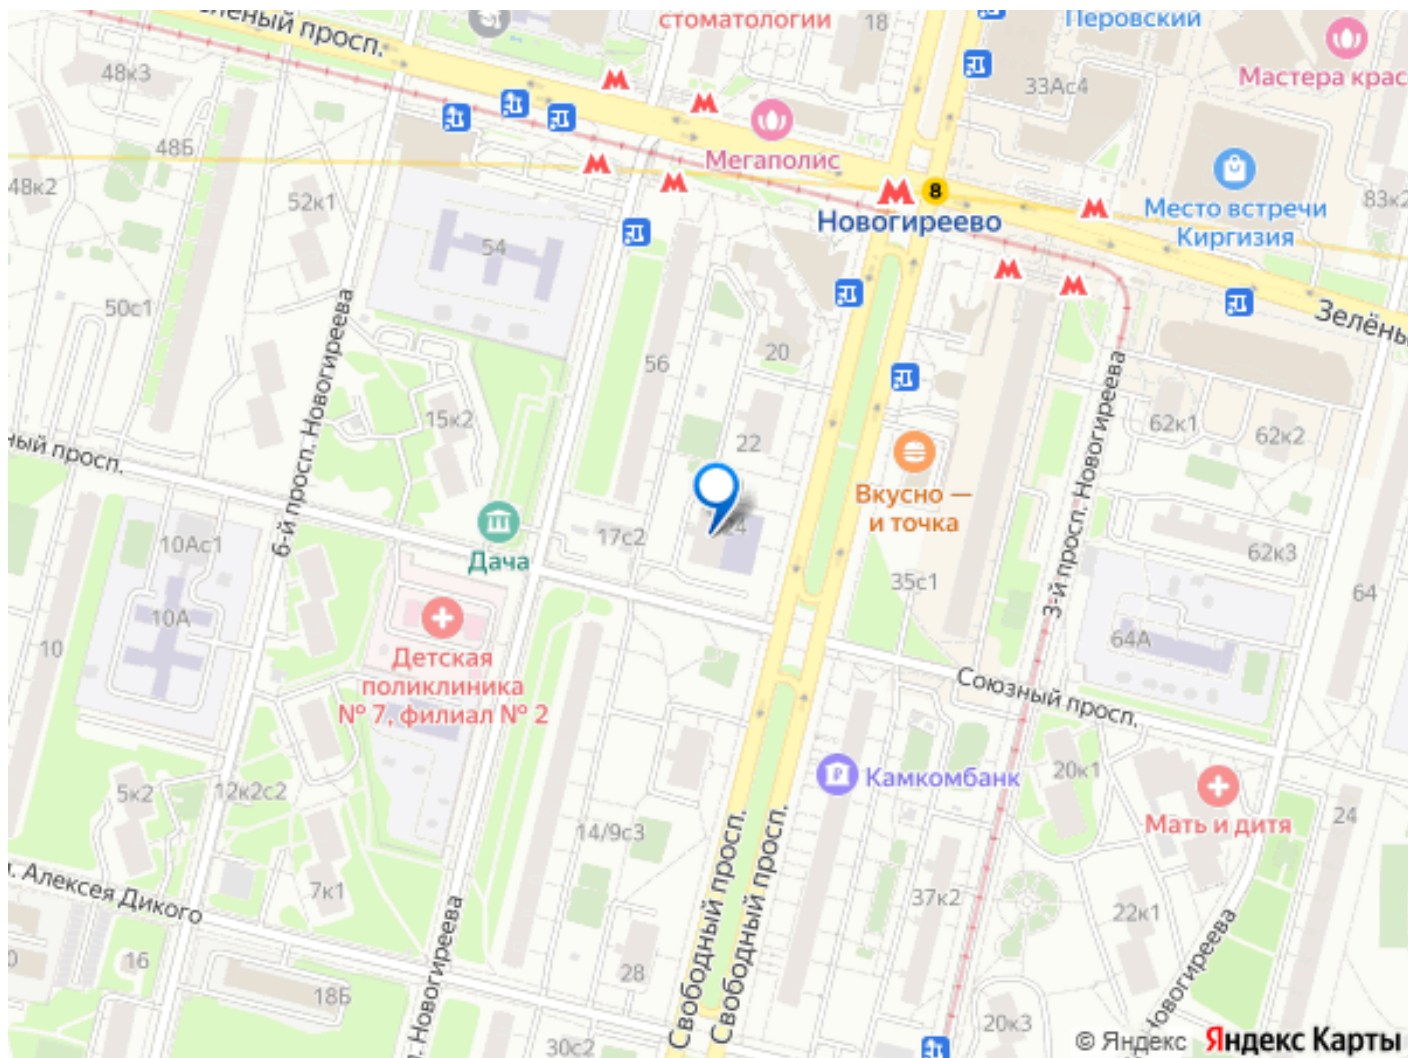 стоматологии
18
Перовский
Зелёный просп.
48к3
33Ас4
Мастера крас
48Б
Мегаполис
48к2
52к1
8
Новогиреево
Место встречи
Киргизия
83к2
54
50с1
6-й просп. Новогиреева
56
20
Зелёны
3-й просп. Новогиреева
15к2
22
62к1
62к2
ный просп.
Вкусно —
и точка
10Ас1
17с2
24
62к3
Дача
35с1
64
10А
10
64А
Детская
поликлиника
№ 7, филиал № 2
Союзный просп.
5к2
12к2с2
Камкомбанк
20к1
14/9с3
Мать и дитя
24
Свободный просп.
Свободный просп.
. Алексея Дикого
7к1
37к2
22к1
Новогиреева
Новогиреева
16
28
18Б
30с2
20к3
© Яндекс Яндекс Карты